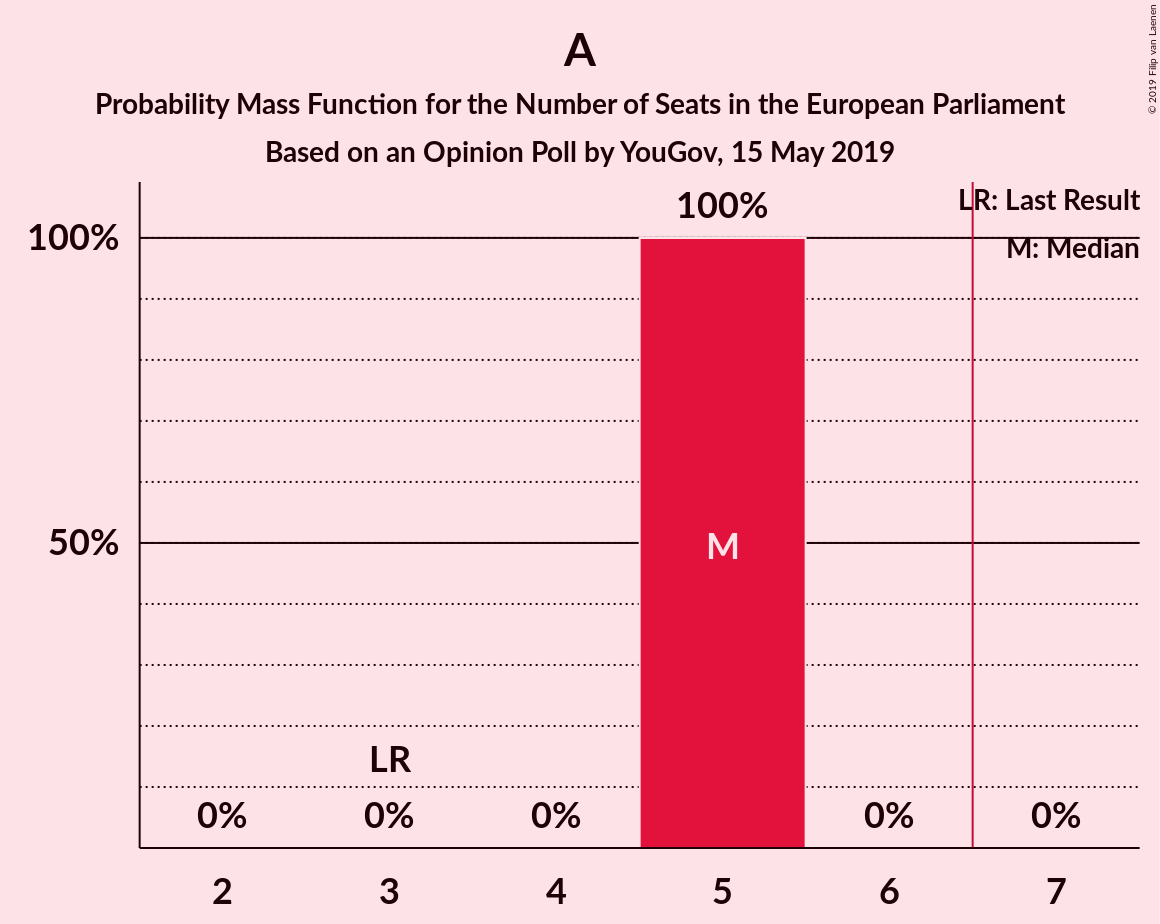 A
Probability Mass Function for the Number of Seats in the European Parliament
Based on an Opinion Poll by YouGov, 15 May 2019
© 2019 Filip van Laenen
LR: Last Result
M: Median
100%
100%
50%
M
LR
0%
0%
0%
0%
0%
2
3
4
5
6
7